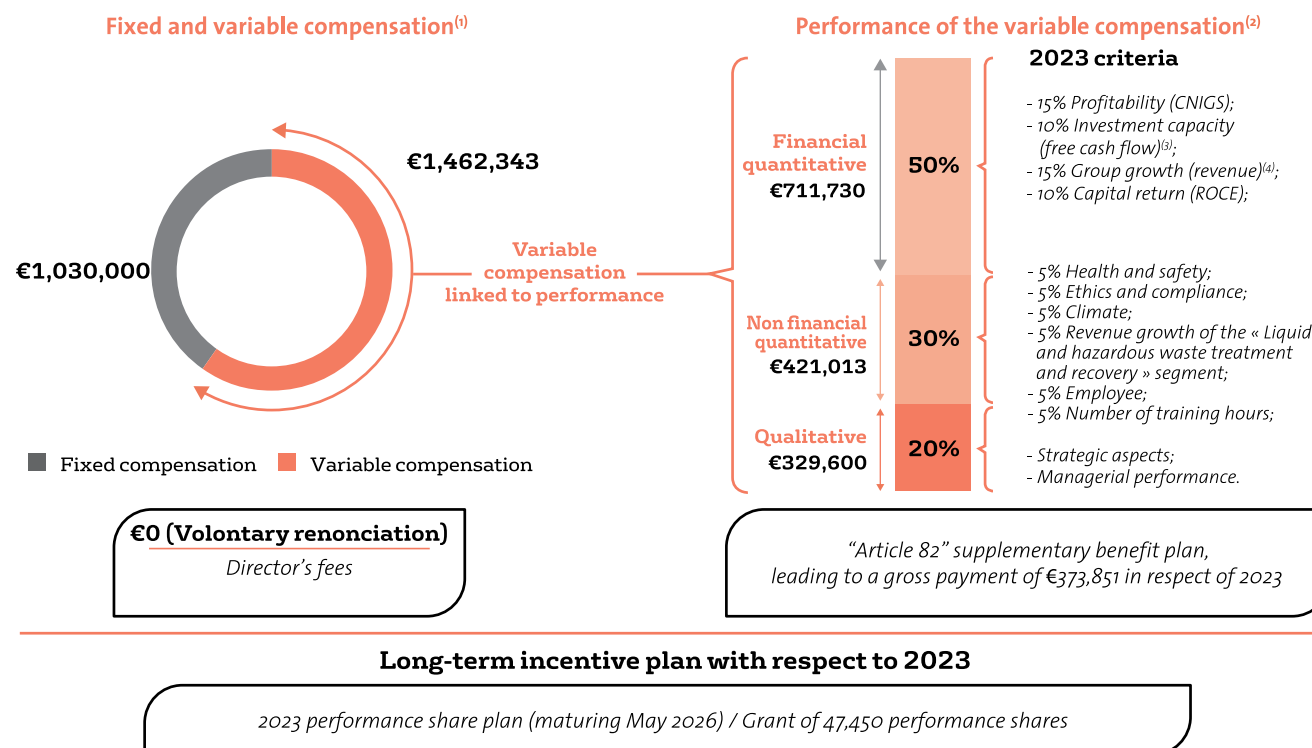 Fixed and variable compensation(1)
€1,462,343
€1,030,000
Variable
compensation
linked to performance
Fixed compensation
Variable compensation
€0 (Volontary renonciation)
Director's fees
Performance of the variable compensation(2)
Financial
quantitative
€711,730
50%
Non financial
quantitative
€421,013
30%
Qualitative
€329,600
20%
2023 criteria
- 15% Profitability (CNIGS);
- 10% Investment capacity
(free cash flow)(3);
- 15% Group growth (revenue)(4);
- 10% Capital return (ROCE);
- 5% Health and safety;
- 5% Ethics and compliance;
- 5% Climate;
- 5% Revenue growth of the « Liquid
and hazardous waste treatment
and recovery » segment;
- 5% Employee;
- 5% Number of training hours;
- Strategic aspects;
- Managerial performance.
“Article 82” supplementary benefit plan,
leading to a gross payment of €373,851 in respect of 2023
Long-term incentive plan with respect to 2023
2023 performance share plan (maturing May 2026) / Grant of 47,450 performance shares